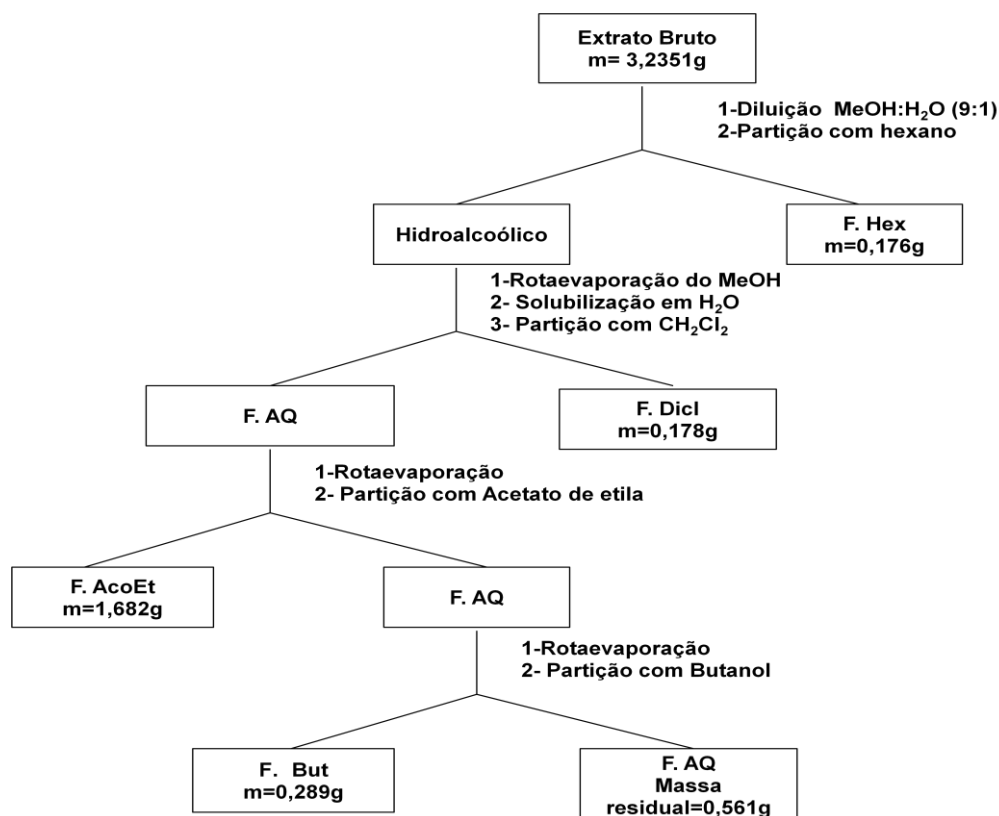 Extrato Bruto
m= 3,2351g
1-Diluição MeOH:H₂O (9:1)
2-Partição com hexano
Hidroalcoólico
F. Hex
m=0,176g
1-Rotaevaporação do MeOH
2- Solubilização em H₂O
3- Partição com CH₂Cl₂
F. AQ
F. Dicl
m=0,178g
1-Rotaevaporação
2- Partição com Acetato de etila
F. AcoEt
m=1,682g
F. AQ
1-Rotaevaporação
2- Partição com Butanol
F. But
m=0,289g
F. AQ
Massa
residual=0,561g